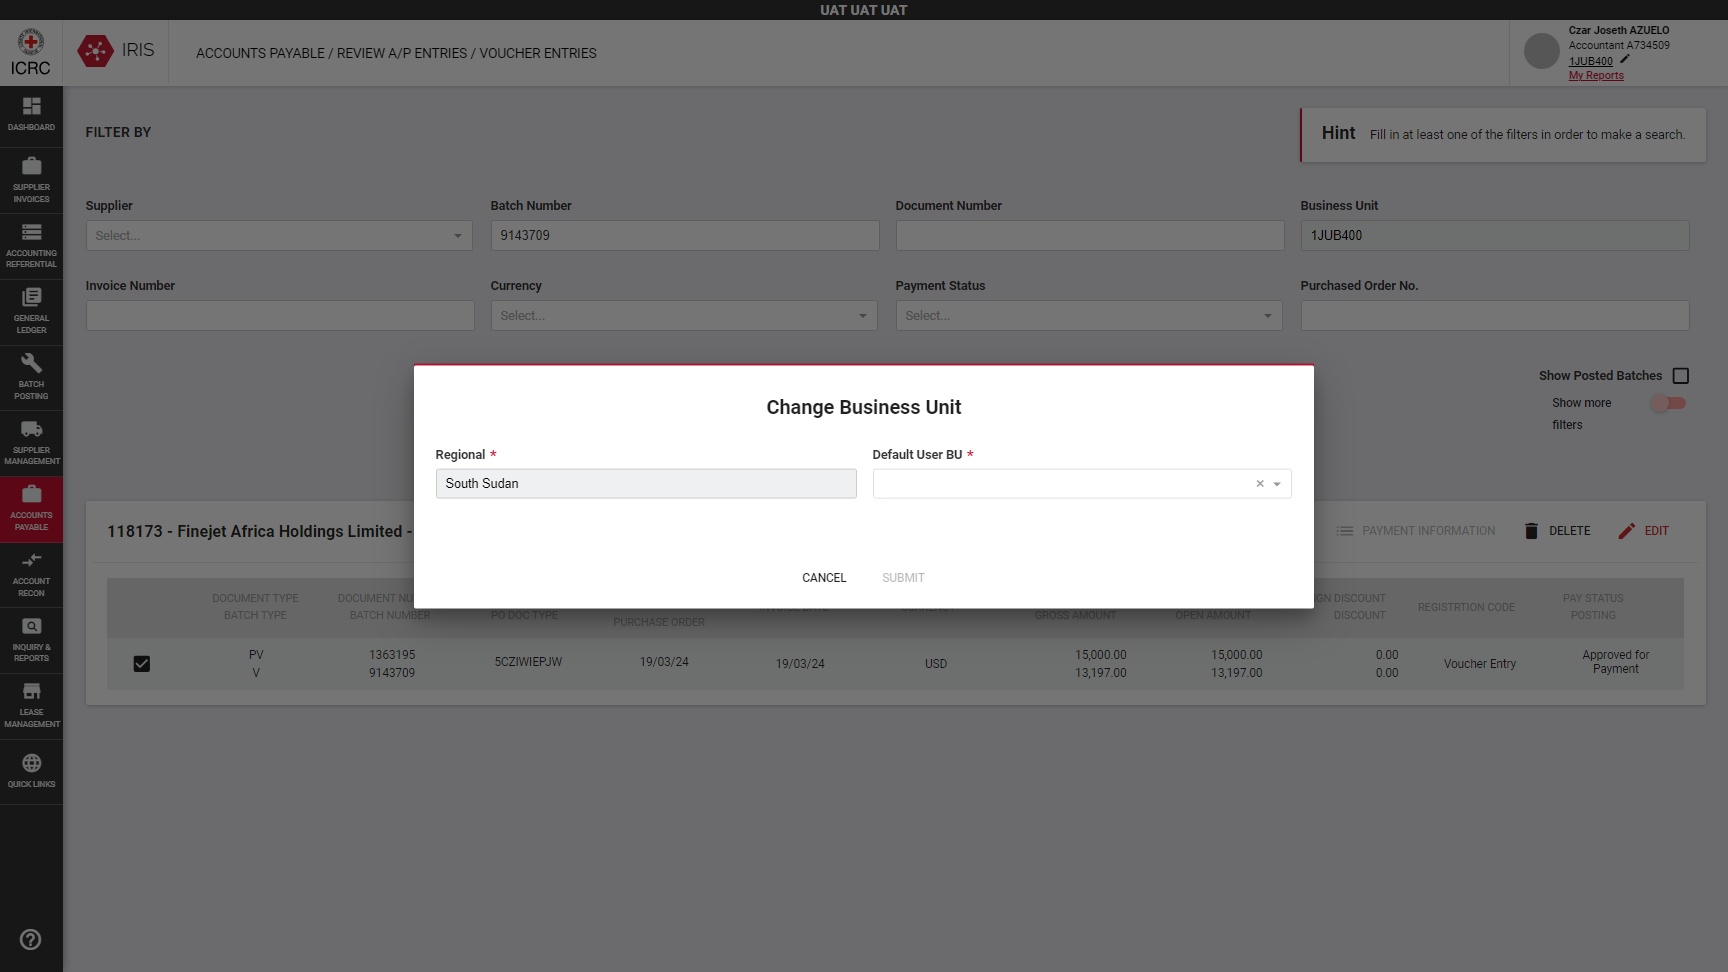 UAT UAT UAT
ICRC
IRIS
ACCOUNTS PAYABLE / REVIEW A/P ENTRIES / VOUCHER ENTRIES
Czar Joseth AZUELO
Accountant A734509
1JUB400
My Reports
DASHBOARD
SUPPLIER
INVOICES
ACCOUNTING
REFERENTIAL
GENERAL
LEDGER
BATCH
POSTING
SUPPLIER
MANAGEMENT
ACCOUNTS
PAYABLE
ACCOUNT
RECON
INQUIRY &
REPORTS
LEASE
MANAGEMENT
QUICK LINKS
FILTER BY
Hint Fill in at least one of the filters in order to make a search.
Supplier Batch Number Document Number Business Unit
Select... 9143709 1JUB400
Invoice Number Currency Payment Status Purchased Order No.
Select... Select...
Show Posted Batches
Show more
filters
Change Business Unit
Regional * Default User BU *
South Sudan
CANCEL SUBMIT
118173 - Finejet Africa Holdings Limited -
PAYMENT INFORMATION DELETE EDIT
DOCUMENT TYPE
BATCH TYPE
DOCUMENT NU
BATCH NUMBER
PO DOC TYPE
PURCHASE ORDER
GROSS AMOUNT
OPEN AMOUNT
GN DISCOUNT
DISCOUNT
REGISTRTION CODE
PAY STATUS
POSTING
PV 1363195 5CZIWIEPJW 19/03/24 19/03/24 USD 15,000.00 15,000.00 0.00 Voucher Entry Approved for
V 9143709 13,197.00 13,197.00 0.00 Payment